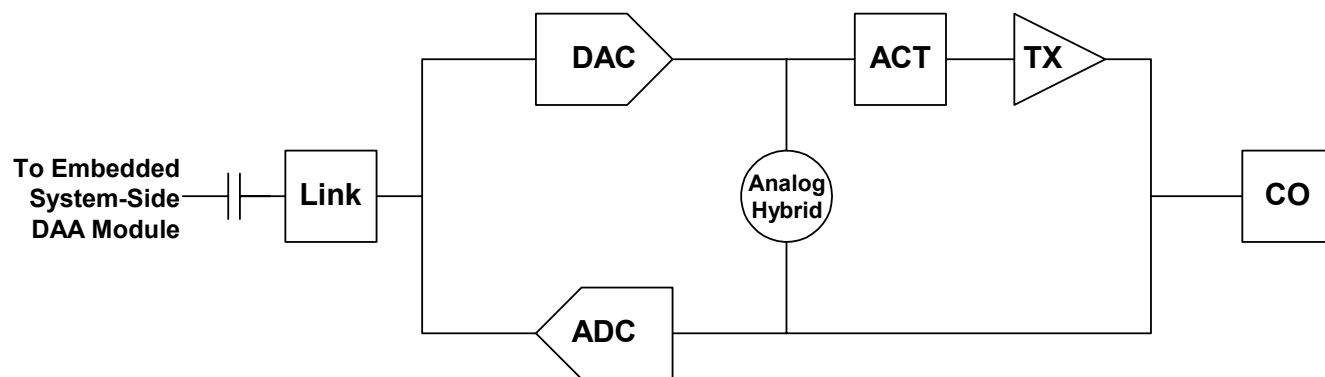 DAC
ACT
TX
To Embedded
System-Side
DAA Module
Link
Analog
Hybrid
CO
ADC